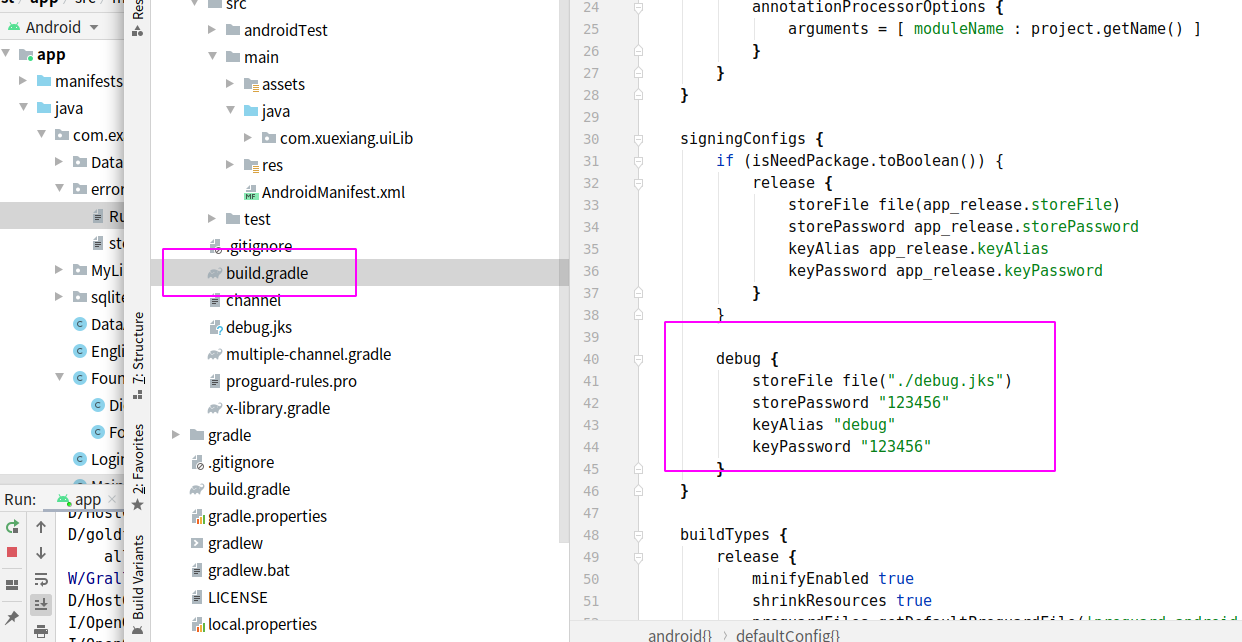 Android
app
manifests
java
com.ex
Data
error
Ru
st
MyLi
sqlite
Data
Engli
Foun
Di
Fo
Login
Run:
app
D/gold
al
W/Gral
D/Host
I/Open
7: Structure
2: Favorites
Build Variants
src
androidTest
main
assets
java
com.xuexiang.uiLib
res
AndroidManifest.xml
test
.gitignore
build.gradle
channel
debug.jks
multiple-channel.gradle
proguard-rules.pro
x-library.gradle
gradle
.gitignore
build.gradle
gradle.properties
gradlew
gradlew.bat
LICENSE
local.properties
24 annotationProcessorOptions {
25 arguments = [ moduleName : project.getName() ]
26 }
27 }
28 }
29
30 signingConfigs {
31 if (isNeedPackage.toBoolean()) {
32 release {
33 storeFile file(app_release.storeFile)
34 storePassword app_release.storePassword
35 keyAlias app_release.keyAlias
36 keyPassword app_release.keyPassword
37 }
38 }
39
40 debug {
41 storeFile file("./debug.jks")
42 storePassword "123456"
43 keyAlias "debug"
44 keyPassword "123456"
45 }
46 }
47
48 buildTypes {
49 release {
50 minifyEnabled true
51 shrinkResources true
52
android{} › defaultConfig{}